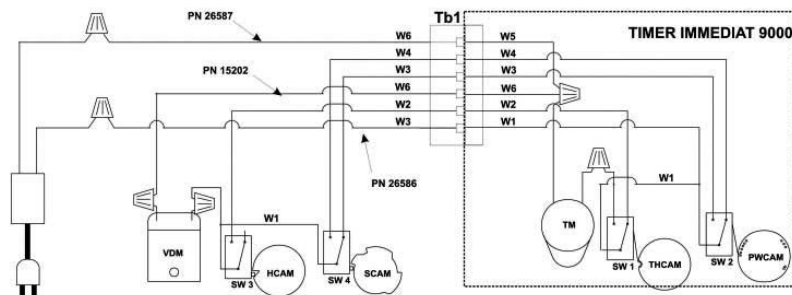 PN 26587
Tb1
TIMER IMMEDIAT 9000
W6 W5
W4 W4
PN 15202
W3 W3
W6 W6
W2 W2
W3 W1
PN 26586
W1
W1
VDM
HCAM
SCAM
TM
THCAM
PWCAM
SW 3
SW 4
SW 1
SW 2